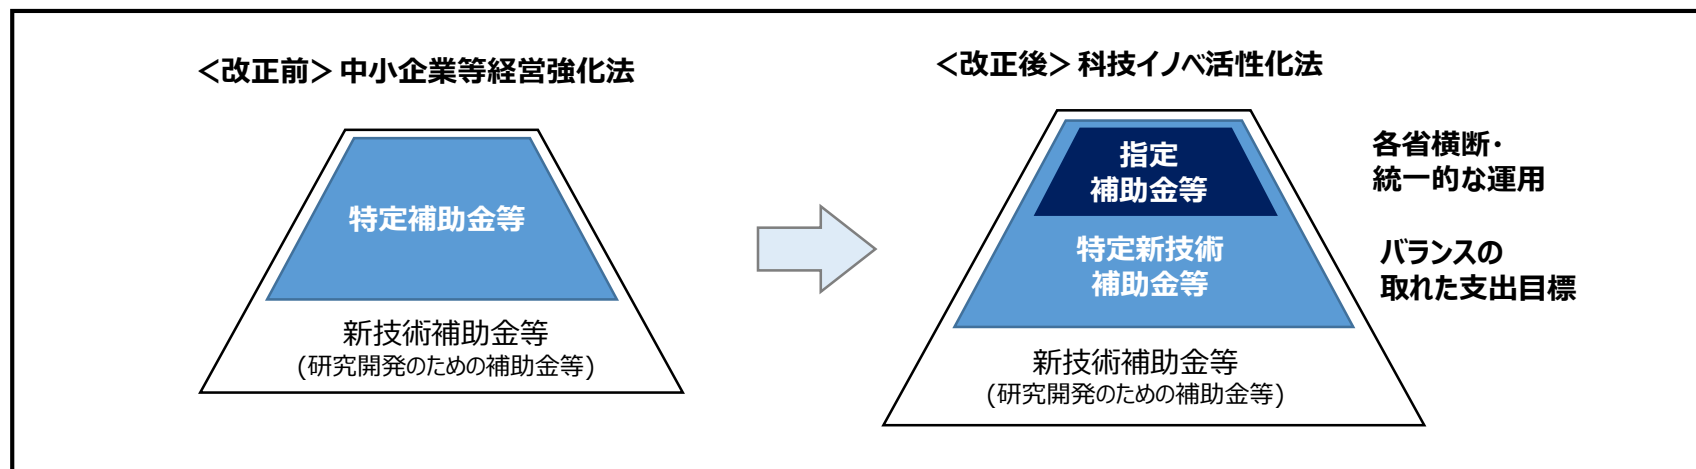 ＜改正前＞中小企業等経営強化法
特定補助金等
新技術補助金等
(研究開発のための補助金等)
＜改正後＞科技イノベ活性化法
指定
補助金等
特定新技術
補助金等
新技術補助金等
(研究開発のための補助金等)
各省横断・
統一的な運用
バランスの
取れた支出目標